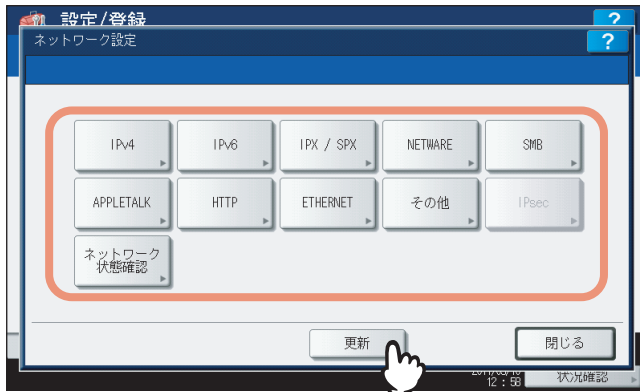 設定/登録
?
ネットワーク設定
?
IPv4
IPv6
IPX / SPX
NETWARE
SMB
APPLETALK
HTTP
ETHERNET
その他
IPsec
ネットワーク
状態確認
更新
閉じる
12:58
状況確認